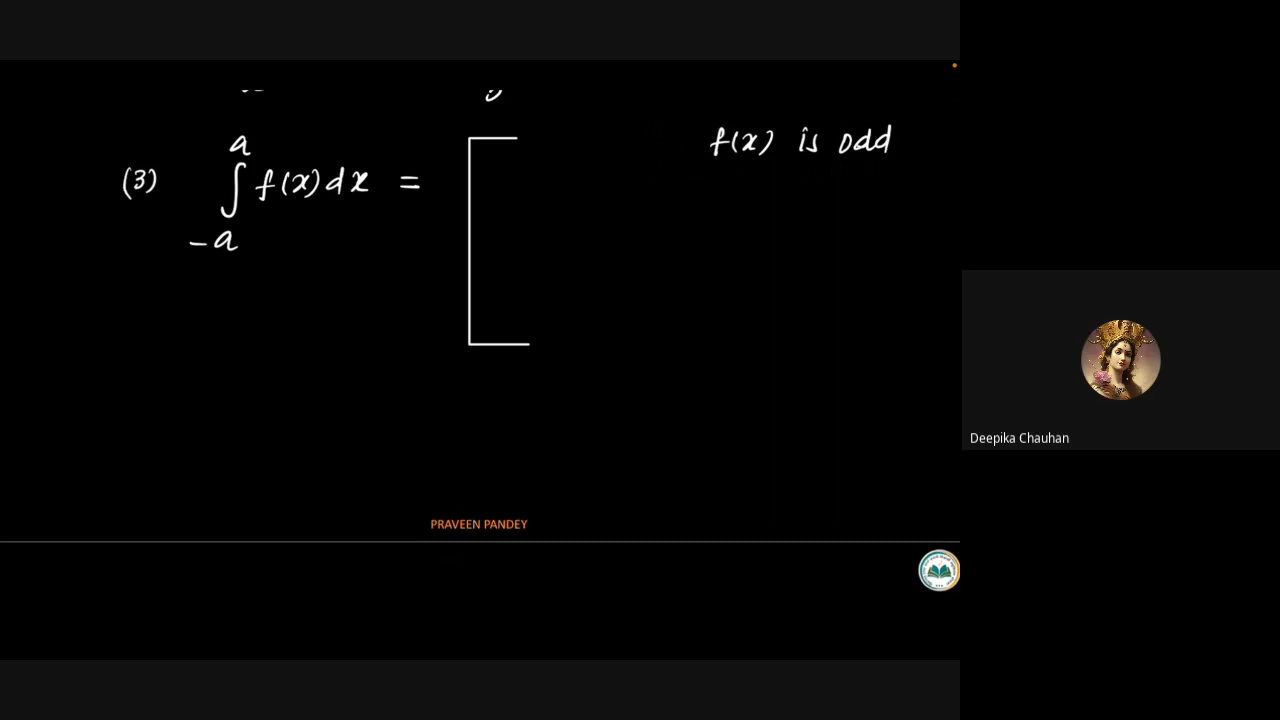 (3) ∫_{-a}^{a} f(x) dx = [ f(x) is odd
Deepika Chauhan
PRAVEEN PANDEY